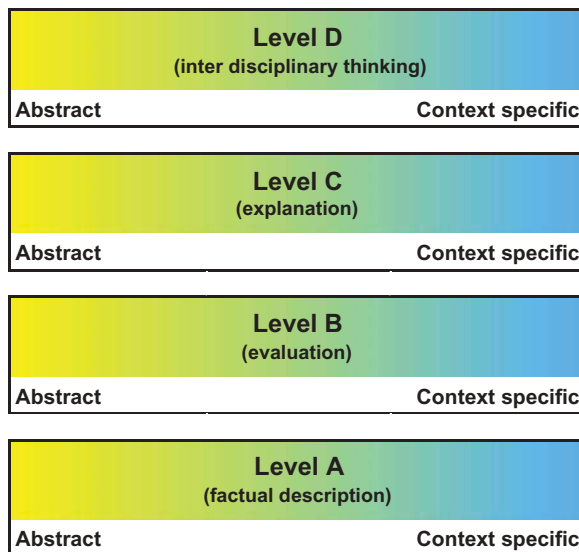 Level D
(inter disciplinary thinking)
Abstract Context specific
Level C
(explanation)
Abstract Context specific
Level B
(evaluation)
Abstract Context specific
Level A
(factual description)
Abstract Context specific